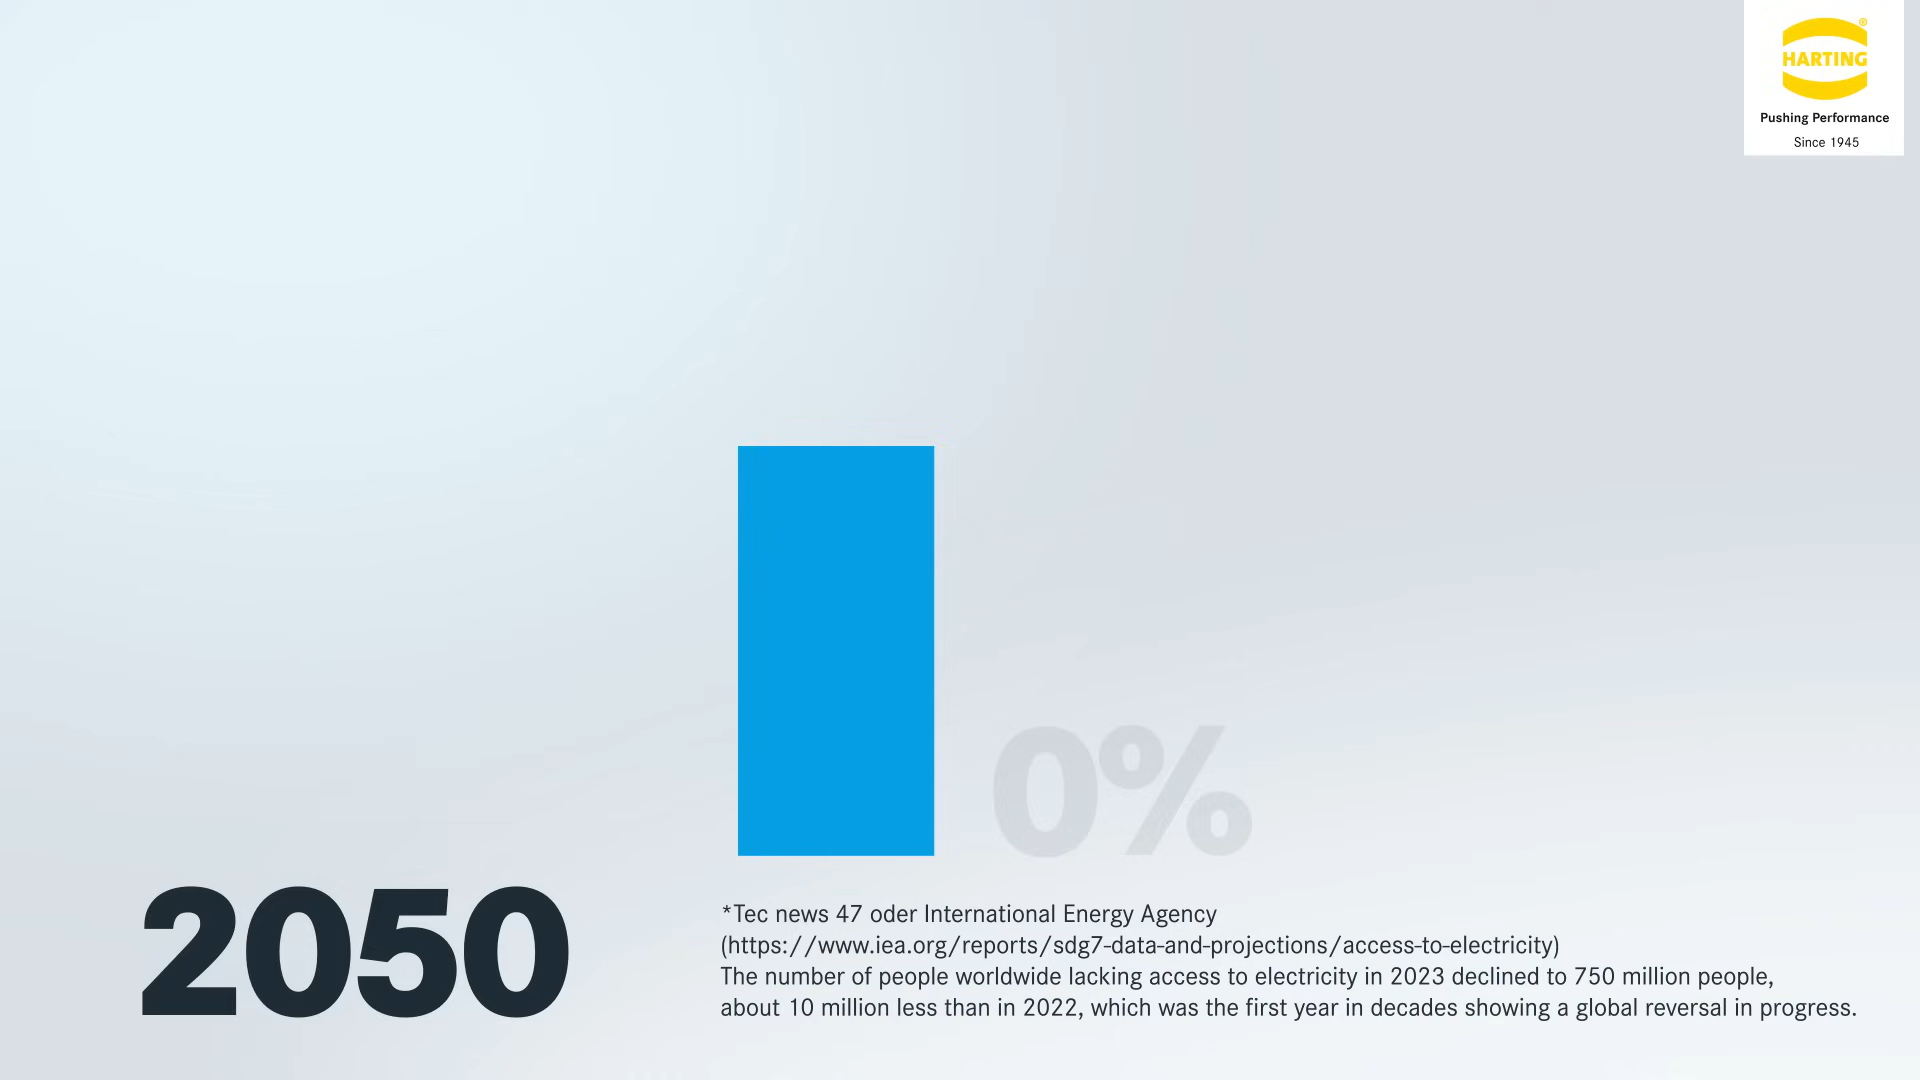 ®
HARTING
Pushing Performance
Since 1945
0%
2050
*Tec news 47 oder International Energy Agency
(https://www.iea.org/reports/sdg7-data-and-projections/access-to-electricity)
The number of people worldwide lacking access to electricity in 2023 declined to 750 million people,
about 10 million less than in 2022, which was the first year in decades showing a global reversal in progress.